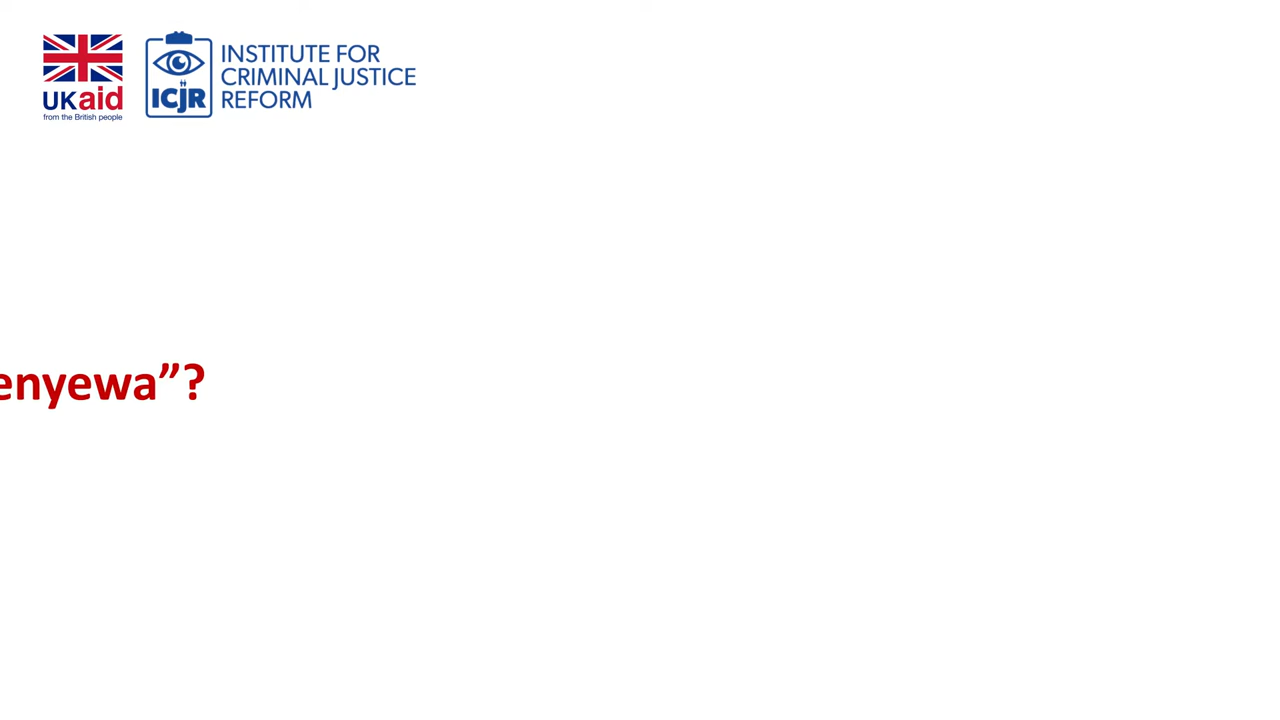 UKaid
from the British people
ICJR
INSTITUTE FOR
CRIMINAL JUSTICE
REFORM
enyewa”?